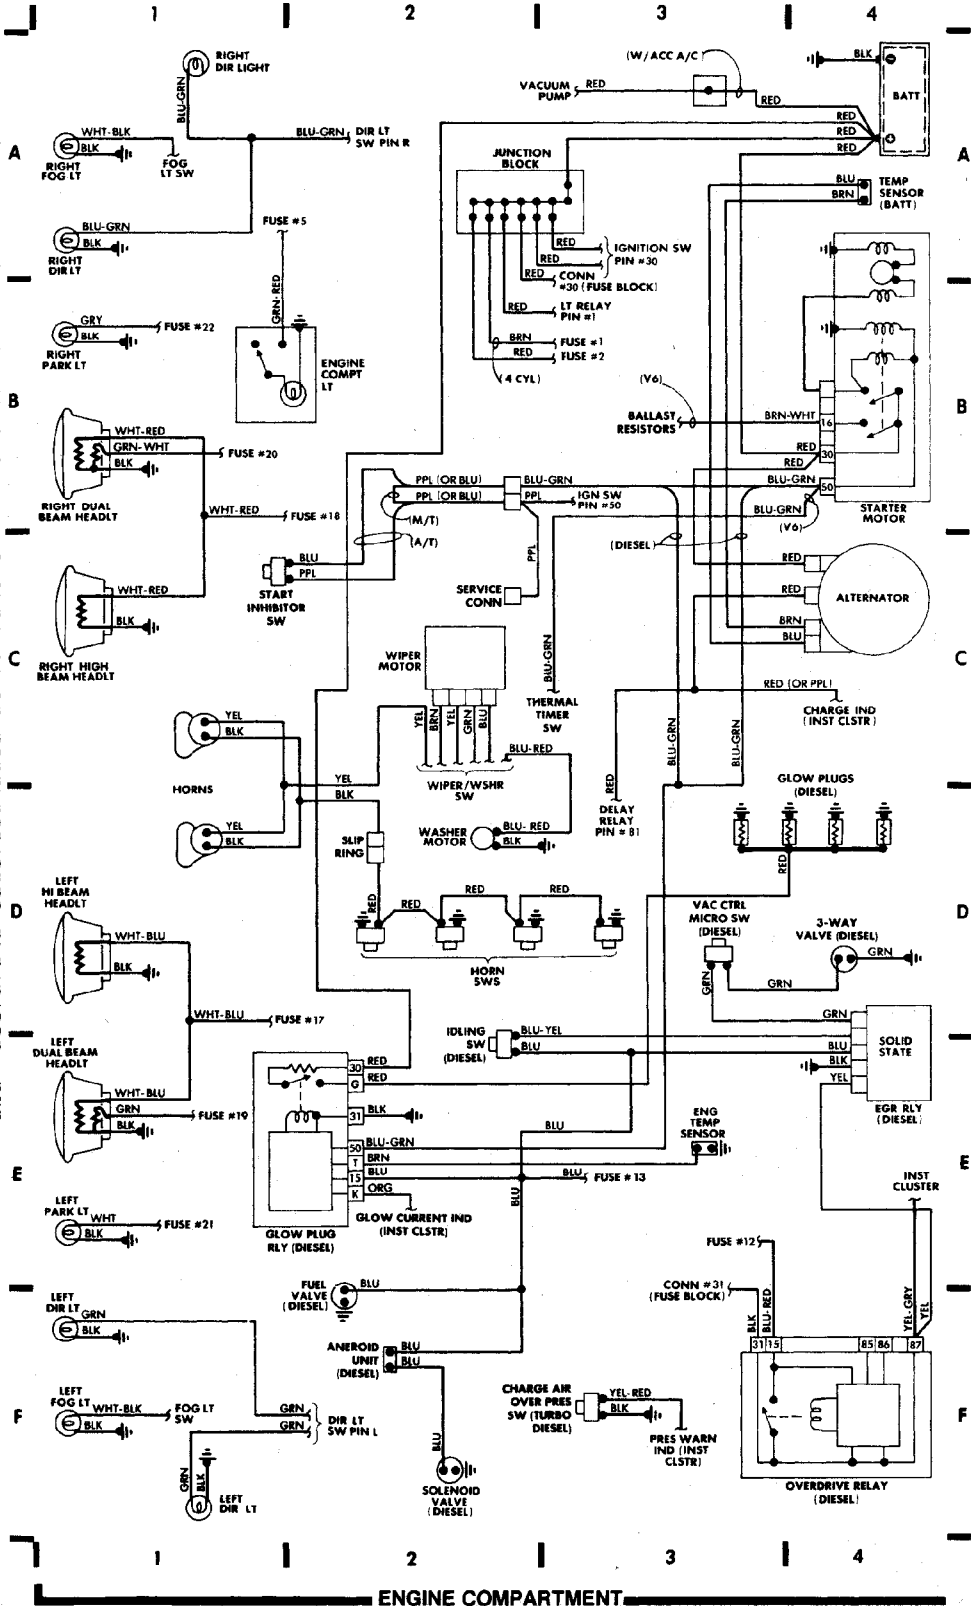 1
2
3
4
RIGHT
DIR LIGHT
BLU-GRN
(W/ACC A/C)
VACUUM
PUMP
RED
RED
RED
RED
RED
BLK
BATT
A
A
WHT-BLK
BLK
RIGHT
FOG LT
FOG
LT SW
BLU-GRN
DIR LT
SW PIN R
JUNCTION
BLOCK
BLU
BRN
TEMP
SENSOR
(BATT)
BLU-GRN
BLK
RIGHT
DIR LT
FUSE #5
GRN-RED
RED
RED
IGNITION SW
PIN #30
RED
CONN
#30 (FUSE BLOCK)
RED
LT RELAY
PIN #1
BRN
FUSE #1
RED
FUSE #2
(4 CYL)
GRY
BLK
FUSE #22
RIGHT
PARK LT
ENGINE
COMPT
LT
B
B
(V6)
BALLAST
RESISTORS
BRN-WHT
16
RED
30
RED
BLU-GRN
50
BLU-GRN
(V6)
STARTER
MOTOR
WHT-RED
GRN-WHT
BLK
FUSE #20
RIGHT DUAL
BEAM HEADLT
WHT-RED
FUSE #18
PPL (OR BLU)
PPL (OR BLU)
BLU-GRN
PPL
IGN SW
PIN #50
(M/T)
(A/T)
(DIESEL)
BLU
PPL
START
INHIBITOR
SW
PPL
SERVICE
CONN
RED
RED
BRN
BLU
ALTERNATOR
WHT-RED
BLK
RIGHT HIGH
BEAM HEADLT
C
C
WIPER
MOTOR
YEL
BRN
YEL
GRN
BLU
BLU-GRN
THERMAL
TIMER
SW
RED (OR PPL)
CHARGE IND
(INST CLSTR)
BLU-GRN
BLU-GRN
RED
DELAY
RELAY
PIN #81
YEL
BLK
HORNS
YEL
BLK
YEL
BLK
BLU-RED
WIPER/WSHR
SW
WASHER
MOTOR
BLU-RED
BLK
SLIP
RING
GLOW PLUGS
(DIESEL)
RED
D
D
LEFT
HI BEAM
HEADLT
WHT-BLU
BLK
RED
RED
RED
RED
HORN
SWS
VAC CTRL
MICRO SW
(DIESEL)
3-WAY
VALVE (DIESEL)
GRN
GRN
GRN
GRN
WHT-BLU
FUSE #17
IDLING
SW
(DIESEL)
BLU-YEL
BLU
BLU
BLK
YEL
SOLID
STATE
EGR RLY
(DIESEL)
LEFT
DUAL BEAM
HEADLT
WHT-BLU
GRN
BLK
FUSE #19
30
RED
G
RED
31
BLK
50
BLU-GRN
T
BRN
15
BLU
K
ORG
GLOW CURRENT IND
(INST CLSTR)
GLOW PLUG
RLY (DIESEL)
BLU
BLU
BLU
FUSE #13
ENG
TEMP
SENSOR
E
E
INST
CLUSTER
LEFT
PARK LT
WHT
BLK
FUSE #21
FUSE #12
CONN #31
(FUSE BLOCK)
BLK
BLU-RED
YEL-GRY
YEL
31
15
85
86
87
FUEL
VALVE
(DIESEL)
BLU
LEFT
DIR LT
GRN
BLK
ANEROID
UNIT
(DIESEL)
BLU
BLU
CHARGE AIR
OVER PRES
SW (TURBO
DIESEL)
YEL-RED
BLK
PRES WARN
IND (INST
CLSTR)
F
F
LEFT
FOG LT
WHT-BLK
BLK
FOG LT
SW
GRN
GRN
DIR LT
SW PIN L
GRN
BLK
LEFT
DIR LT
BLU
SOLENOID
VALVE
(DIESEL)
OVERDRIVE RELAY
(DIESEL)
1
2
3
4
ENGINE COMPARTMENT